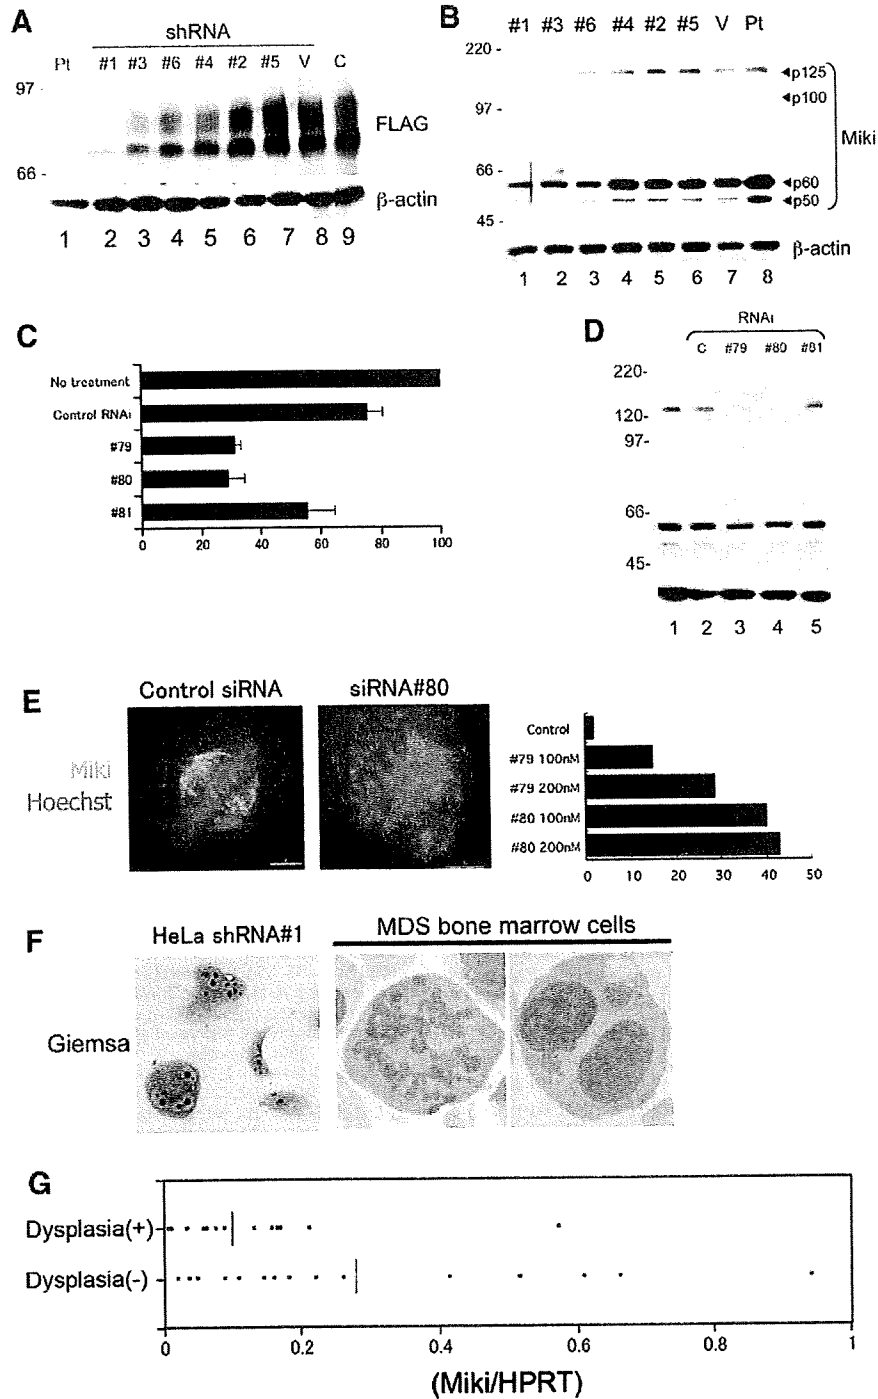 A
shRNA
Pt #1 #3 #6 #4 #2 #5 V C
97 -
FLAG
66 -
β-actin
1 2 3 4 5 6 7 8 9
B
#1 #3 #6 #4 #2 #5 V Pt
220 -
◄p125
◄p100
97 -
Miki
66 -
◄p60
◄p50
45 -
β-actin
1 2 3 4 5 6 7 8
C
No treatment
Control RNAi
#79
#80
#81
0 20 40 60 80 100
D
RNAi
C #79 #80 #81
220-
120-
97-
66-
45-
1 2 3 4 5
E
Control siRNA siRNA#80
Miki
Hoechst
Control
#79 100nM
#79 200nM
#80 100nM
#80 200nM
0 10 20 30 40 50
F
HeLa shRNA#1 MDS bone marrow cells
Giemsa
G
Dysplasia(+)
Dysplasia(-)
0 0.2 0.4 0.6 0.8 1
(Miki/HPRT)